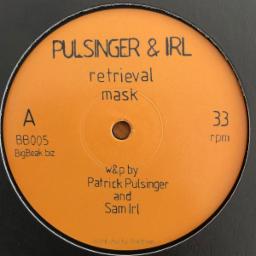 PULSINGER & IRL
retrieval
mask
A
33
BB005
rpm
BigBeak.biz
w&p by
Patrick Pulsinger
and
Sam Irl